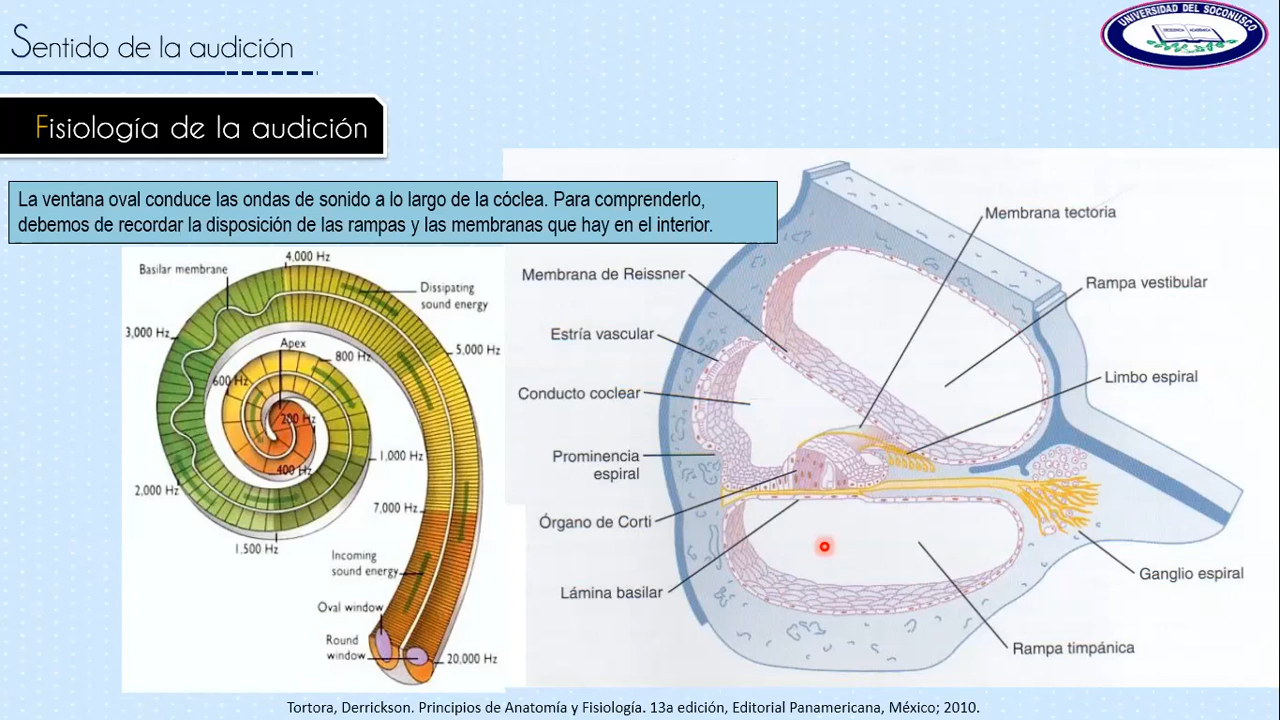 Sentido de la audición
UNIVERSIDAD DEL SOCONUSCO
Fisiología de la audición
La ventana oval conduce las ondas de sonido a lo largo de la cóclea. Para comprenderlo,
debemos de recordar la disposición de las rampas y las membranas que hay en el interior.
4,000 Hz
Basilar membrane
Dissipating
sound energy
3,000 Hz
Apex
800 Hz
5,000 Hz
600 Hz
200 Hz
400 Hz
1,000 Hz
2,000 Hz
7,000 Hz
1.500 Hz
Incoming
sound energy
Oval window
Round
window
20,000 Hz
Membrana tectoria
Membrana de Reissner
Rampa vestibular
Estría vascular
Limbo espiral
Conducto coclear
Prominencia
espiral
Órgano de Corti
Ganglio espiral
Lámina basilar
Rampa timpánica
Tortora, Derrickson. Principios de Anatomía y Fisiología. 13a edición, Editorial Panamericana, México; 2010.